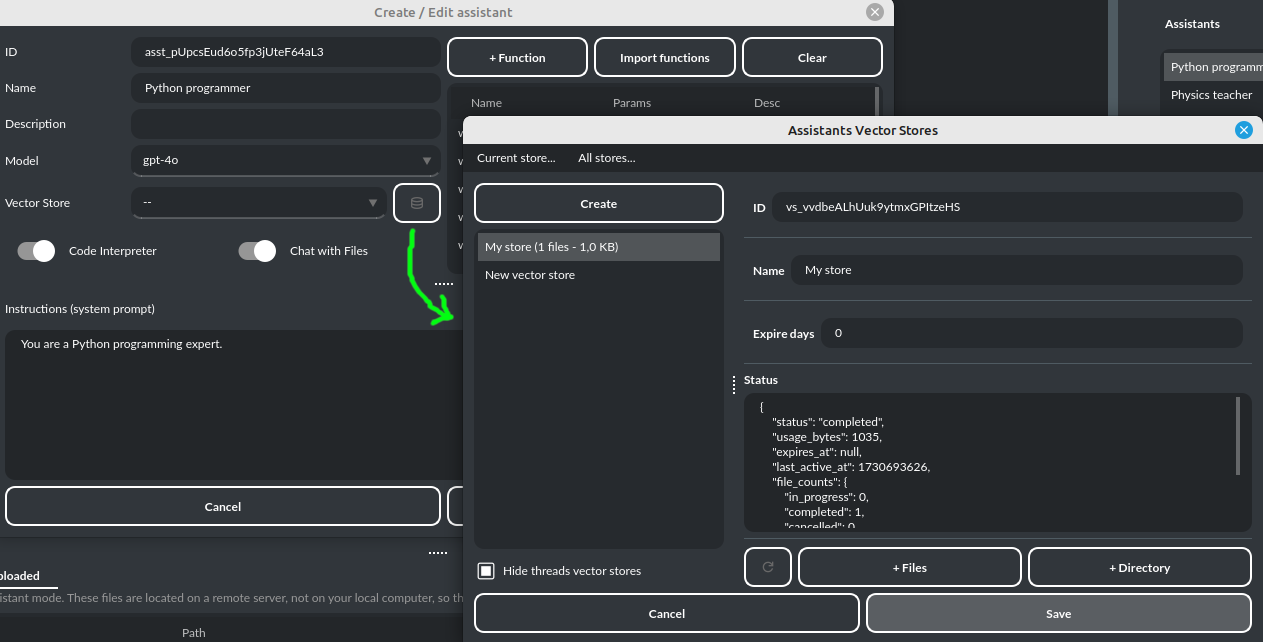 Create / Edit assistant
ID
asst_pUpcsEud6o5fp3jUteF64aL3
+ Function
Import functions
Clear
Name
Python programmer
Name
Params
Desc
Description
Model
gpt-4o
Vector Store
--
Code Interpreter
Chat with Files
Instructions (system prompt)
You are a Python programming expert.
Cancel
ploaded
istant mode. These files are located on a remote server, not on your local computer, so th
Path
Assistants
Python programm
Physics teacher
Assistants Vector Stores
Current store...
All stores...
Create
My store (1 files - 1,0 KB)
New vector store
Hide threads vector stores
ID
vs_vvdbeALhUuk9ytmxGPItzeHS
Name
My store
Expire days
0
Status
{
"status": "completed",
"usage_bytes": 1035,
"expires_at": null,
"last_active_at": 1730693626,
"file_counts": {
"in_progress": 0,
"completed": 1,
"cancelled": 0
+ Files
+ Directory
Cancel
Save